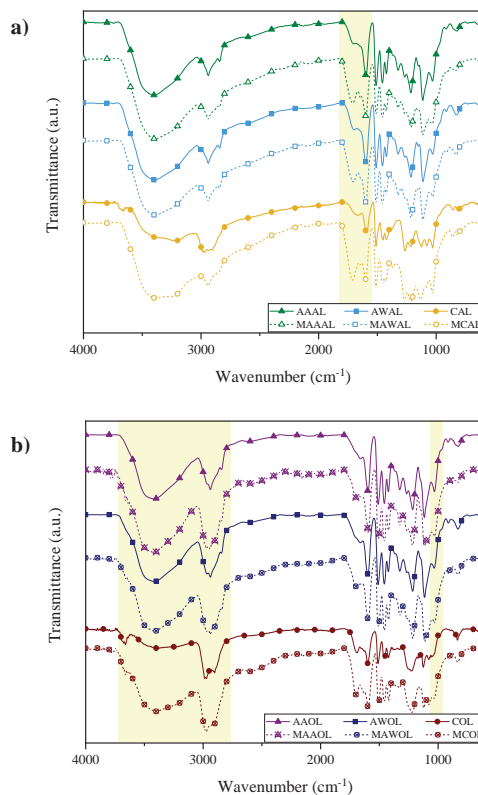 a)
Transmittance (a.u.)
AAAL AWAL CAL
MAAAL MAWAL MCAL
4000 3000 2000 1000
Wavenumber (cm⁻¹)
b)
Transmittance (a.u.)
AAOL AWOL COL
MAAOL MAWOL MCOL
4000 3000 2000 1000
Wavenumber (cm⁻¹)